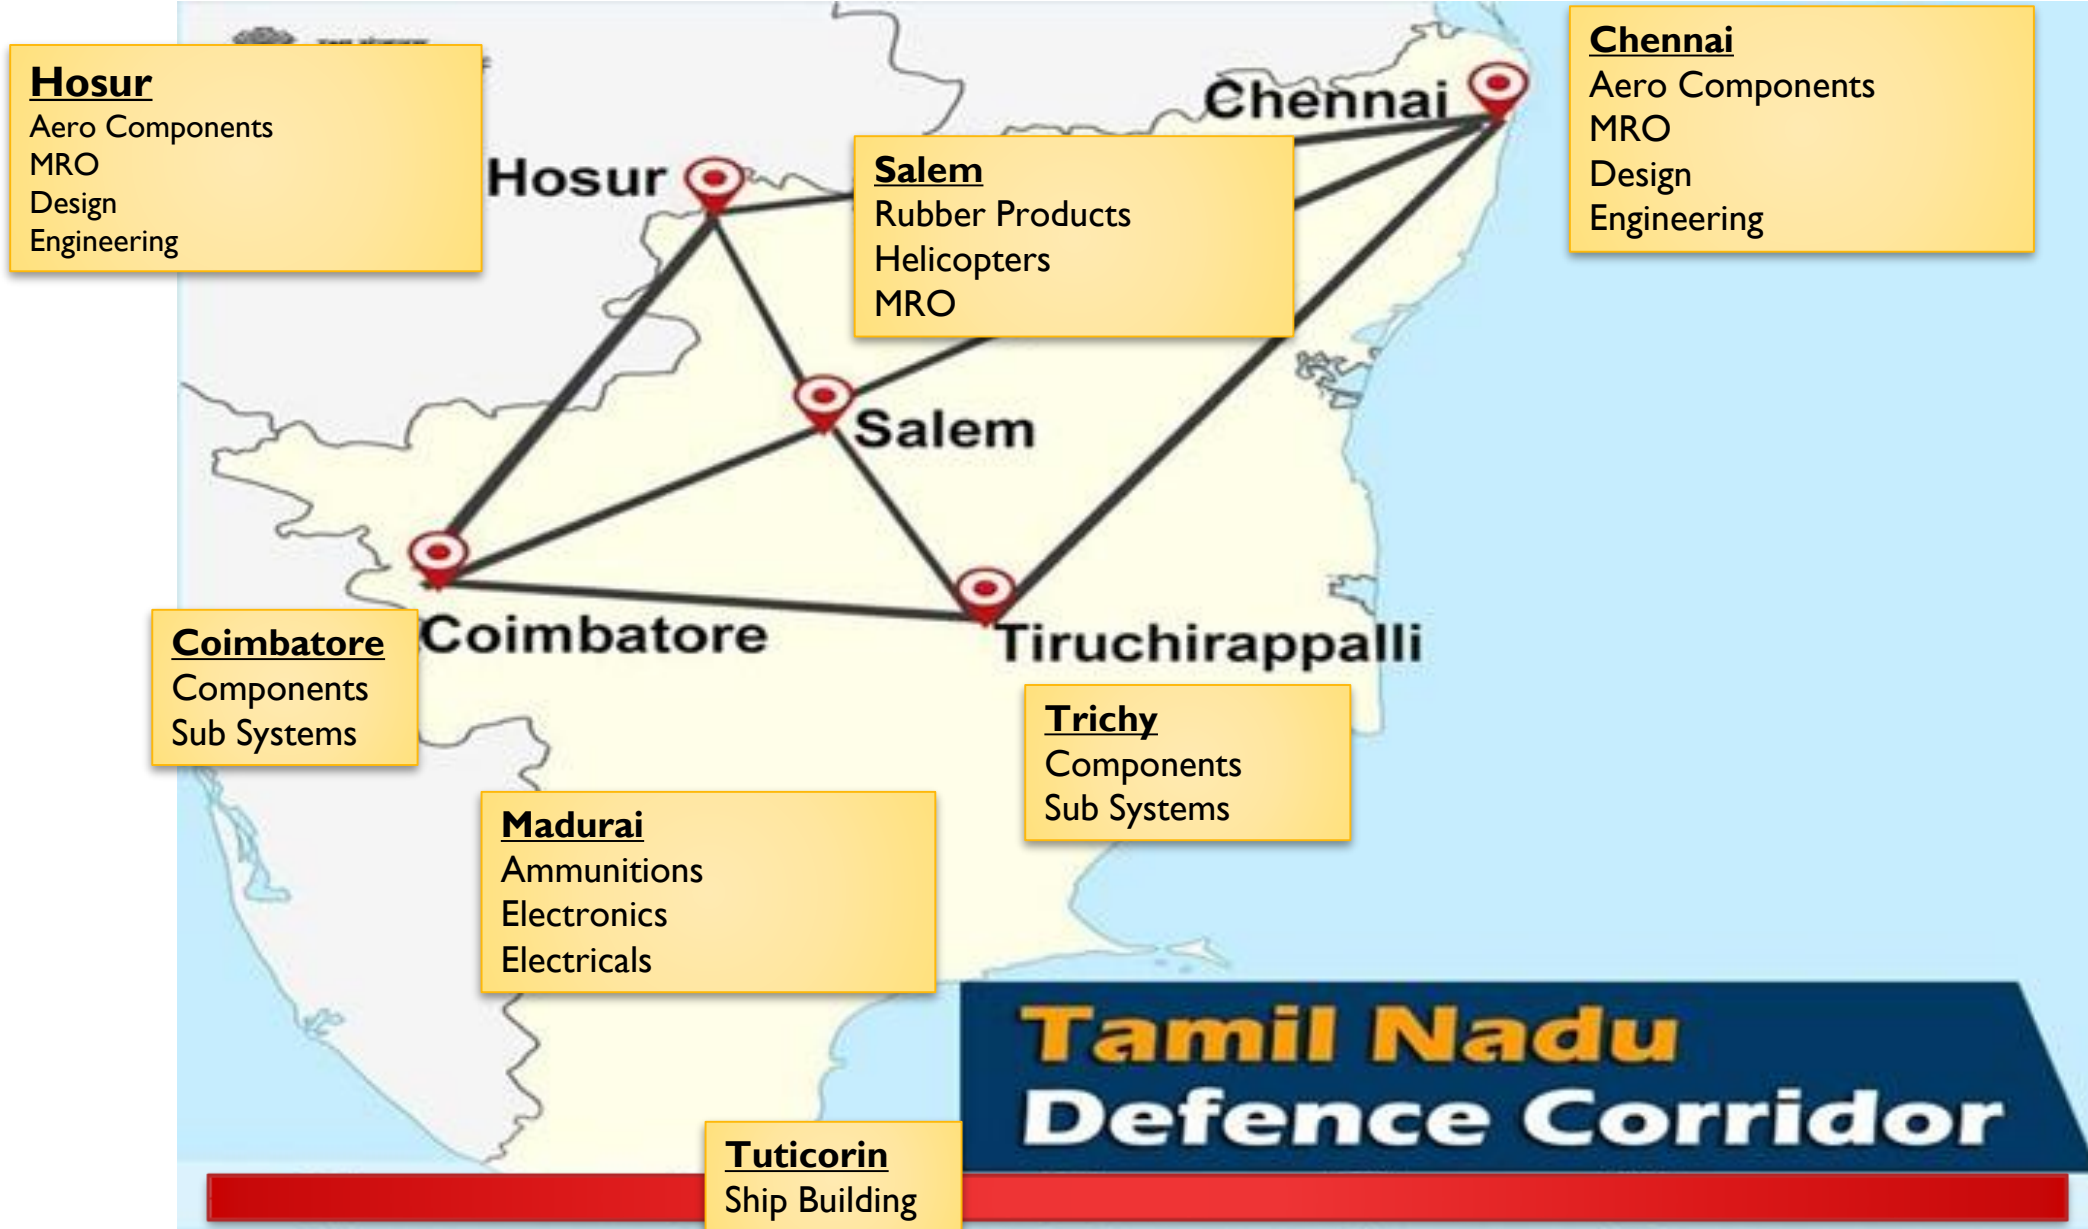 Hosur
Aero Components
MRO
Design
Engineering
Chennai
Aero Components
MRO
Design
Engineering
Chennai
Hosur
Salem
Rubber Products
Helicopters
MRO
Salem
Coimbatore
Tiruchirappalli
Coimbatore
Components
Sub Systems
Trichy
Components
Sub Systems
Madurai
Ammunitions
Electronics
Electricals
Tamil Nadu
Defence Corridor
Tuticorin
Ship Building